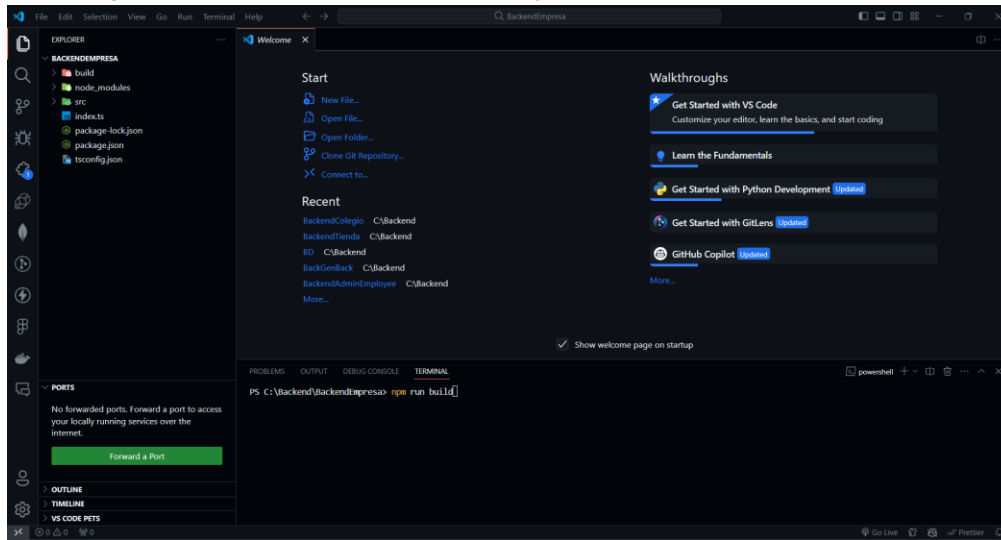 File Edit Selection View Go Run Terminal Help
BackendEmpresa
EXPLORER
BACKENDEMPRESA
build
node_modules
src
index.ts
package-lock.json
package.json
tsconfig.json
1
PORTS
No forwarded ports. Forward a port to access
your locally running services over the
internet.
Forward a Port
OUTLINE
TIMELINE
VS CODE PETS
Welcome
Start
New File...
Open File...
Open Folder...
Clone Git Repository...
Connect to...
Recent
BackendColegio C:\Backend
BackendTienda C:\Backend
BD C:\Backend
BackGenBack C:\Backend
BackendAdminEmployee C:\Backend
More...
Walkthroughs
Get Started with VS Code
Customize your editor, learn the basics, and start coding
Learn the Fundamentals
Get Started with Python Development Updated
Get Started with GitLens Updated
GitHub Copilot Updated
More...
Show welcome page on startup
PROBLEMS OUTPUT DEBUG CONSOLE TERMINAL
powershell
PS C:\Backend\BackendEmpresa> npm run build
0 0 0
Go Live Prettier